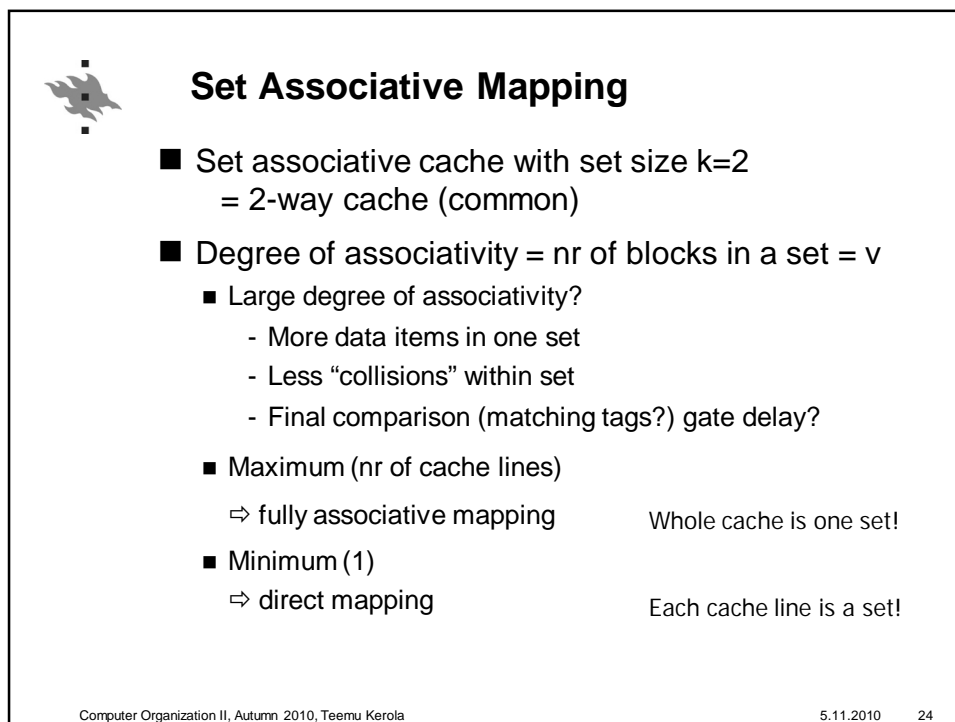 Set Associative Mapping
■ Set associative cache with set size k=2
= 2-way cache (common)
■ Degree of associativity = nr of blocks in a set = v
■ Large degree of associativity?
- More data items in one set
- Less “collisions” within set
- Final comparison (matching tags?) gate delay?
■ Maximum (nr of cache lines)
⇨ fully associative mapping Whole cache is one set!
■ Minimum (1)
⇨ direct mapping Each cache line is a set!
Computer Organization II, Autumn 2010, Teemu Kerola 5.11.2010 24